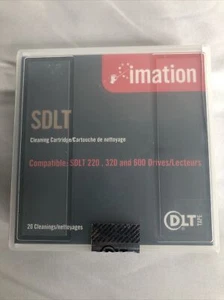 imation
SDLT
Cleaning Cartridge/Cartouche de nettoyage
Compatible: SDLT 220, 320 and 600 Drives/Lecteurs
20 Cleanings/nettoyages
DLT
tape